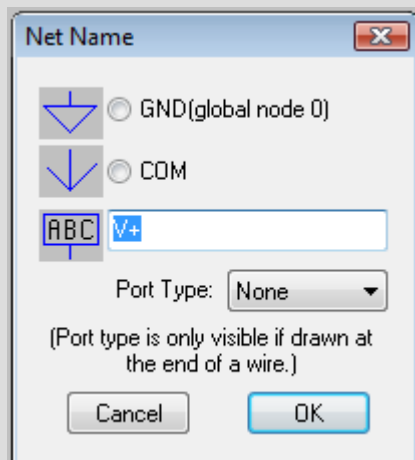 Net Name
GND(global node 0)
COM
ABC V+
Port Type: None
(Port type is only visible if drawn at
the end of a wire.)
Cancel OK